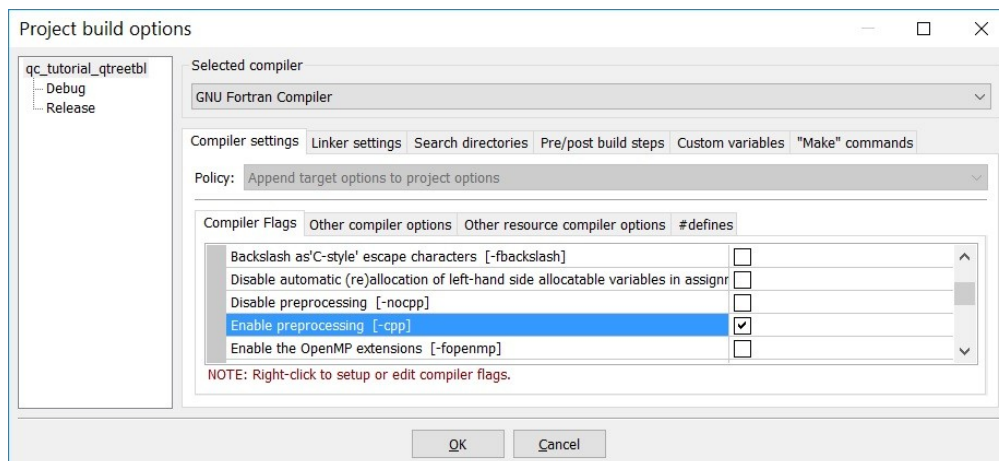 Project build options
qc_tutorial_qtreetbl
Debug
Release
Selected compiler
GNU Fortran Compiler
Compiler settings Linker settings Search directories Pre/post build steps Custom variables "Make" commands
Policy: Append target options to project options
Compiler Flags Other compiler options Other resource compiler options #defines
Backslash as'C-style' escape characters [-fbackslash]
Disable automatic (re)allocation of left-hand side allocatable variables in assignr
Disable preprocessing [-nocpp]
Enable preprocessing [-cpp]
Enable the OpenMP extensions [-fopenmp]
NOTE: Right-click to setup or edit compiler flags.
OK Cancel